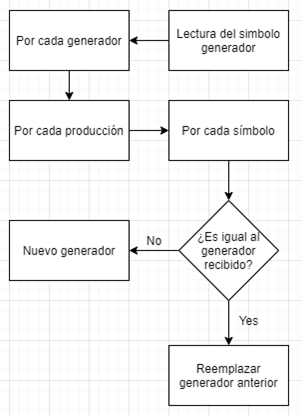 Por cada generador
Lectura del simbolo
generador
Por cada producción
Por cada símbolo
¿Es igual al
generador
recibido?
No
Nuevo generador
Yes
Reemplazar
generador anterior